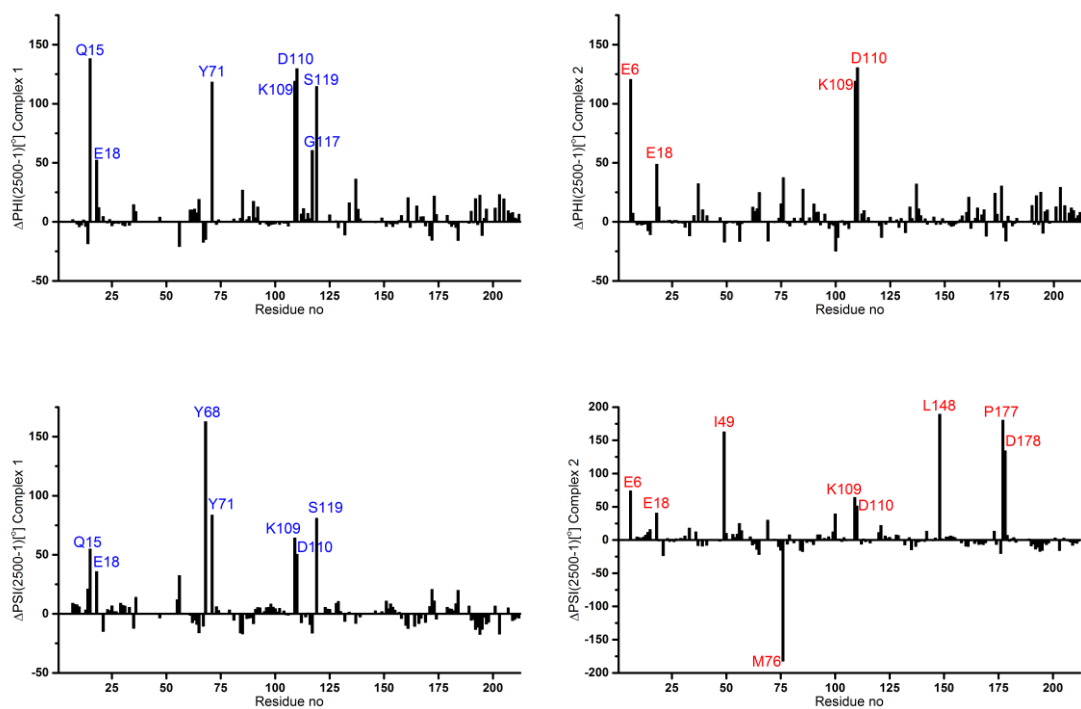 ΔPHI(2500-1)[°] Complex 1
150
100
50
0
-50
Q15
E18
Y71
D110
K109
S119
G117
25
50
75
100
125
150
175
200
Residue no
ΔPHI(2500-1)[°] Complex 2
150
100
50
0
-50
E6
E18
D110
K109
25
50
75
100
125
150
175
200
Residue no
ΔPSI(2500-1)[°] Complex 1
150
100
50
0
-50
Y68
Y71
Q15
E18
K109
D110
S119
25
50
75
100
125
150
175
200
Residue no
ΔPSI(2500-1)[°] Complex 2
200
150
100
50
0
-50
-100
-150
-200
L148
P177
I49
D178
E6
E18
K109
D110
M76
25
50
75
100
125
150
175
200
Residue no